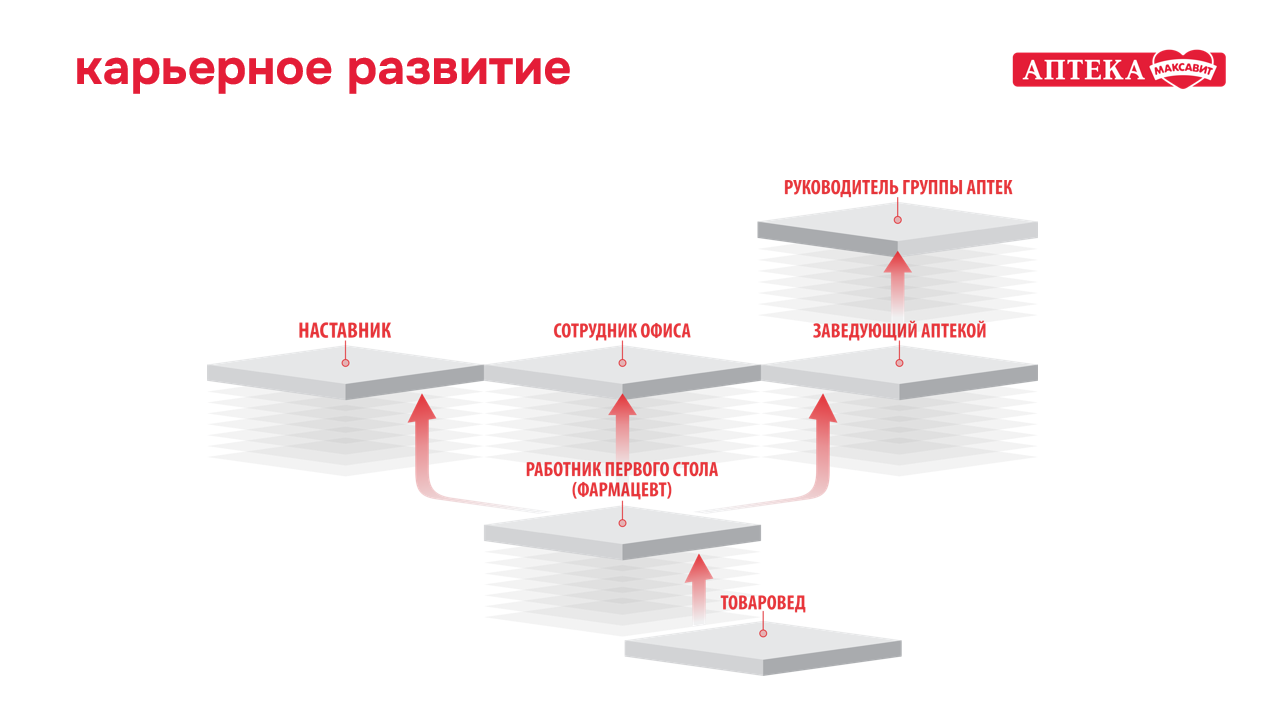 карьерное развитие
АПТЕКА МАКСАВИТ
РУКОВОДИТЕЛЬ ГРУППЫ АПТЕК
НАСТАВНИК
СОТРУДНИК ОФИСА
ЗАВЕДУЮЩИЙ АПТЕКОЙ
РАБОТНИК ПЕРВОГО СТОЛА
(ФАРМАЦЕВТ)
ТОВАРОВЕД